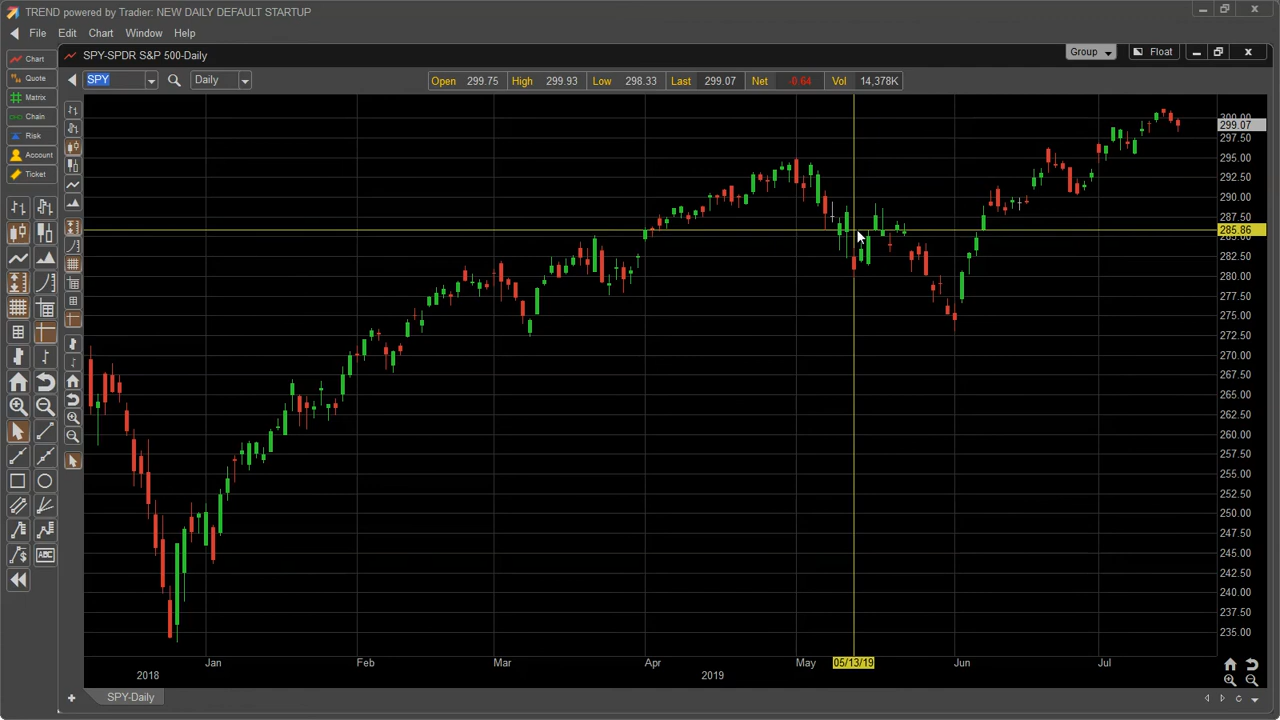 TREND powered by Tradier: NEW DAILY DEFAULT STARTUP
File Edit Chart Window Help
Chart
Quote
Matrix
Chain
Risk
Account
Ticket
SPY-SPDR S&P 500-Daily
Group
Float
SPY
Daily
Open 299.75 High 299.93 Low 298.33 Last 299.07 Net -0.64 Vol 14,378K
300.00
299.07
297.50
295.00
292.50
290.00
287.50
285.86
285.00
282.50
280.00
277.50
275.00
272.50
270.00
267.50
265.00
262.50
260.00
257.50
255.00
252.50
250.00
247.50
245.00
242.50
240.00
237.50
235.00
ABC
Jan Feb Mar Apr May 05/13/19 Jun Jul
2018 2019
SPY-Daily